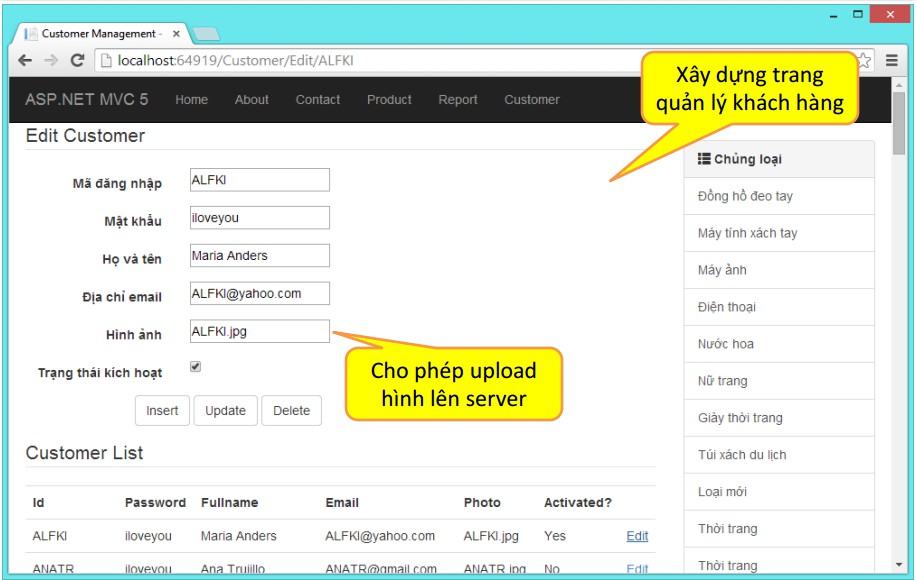 Customer Management -
localhost:64919/Customer/Edit/ALFKI
Xây dựng trang
quản lý khách hàng
ASP.NET MVC 5 Home About Contact Product Report Customer
Edit Customer
Mã đăng nhập ALFKI
Mật khẩu iloveyou
Họ và tên Maria Anders
Địa chỉ email ALFKI@yahoo.com
Hình ảnh ALFKI.jpg
Cho phép upload
hình lên server
Trạng thái kích hoạt
Insert Update Delete
Customer List
Id Password Fullname Email Photo Activated?
ALFKI iloveyou Maria Anders ALFKI@yahoo.com ALFKI.jpg Yes Edit
ANATR iloveyou Ana Trujillo ANATR@gmail.com ANATR.jpg No Edit
Chủng loại
Đồng hồ đeo tay
Máy tính xách tay
Máy ảnh
Điện thoại
Nước hoa
Nữ trang
Giày thời trang
Túi xách du lịch
Loại mới
Thời trang
Thời trang